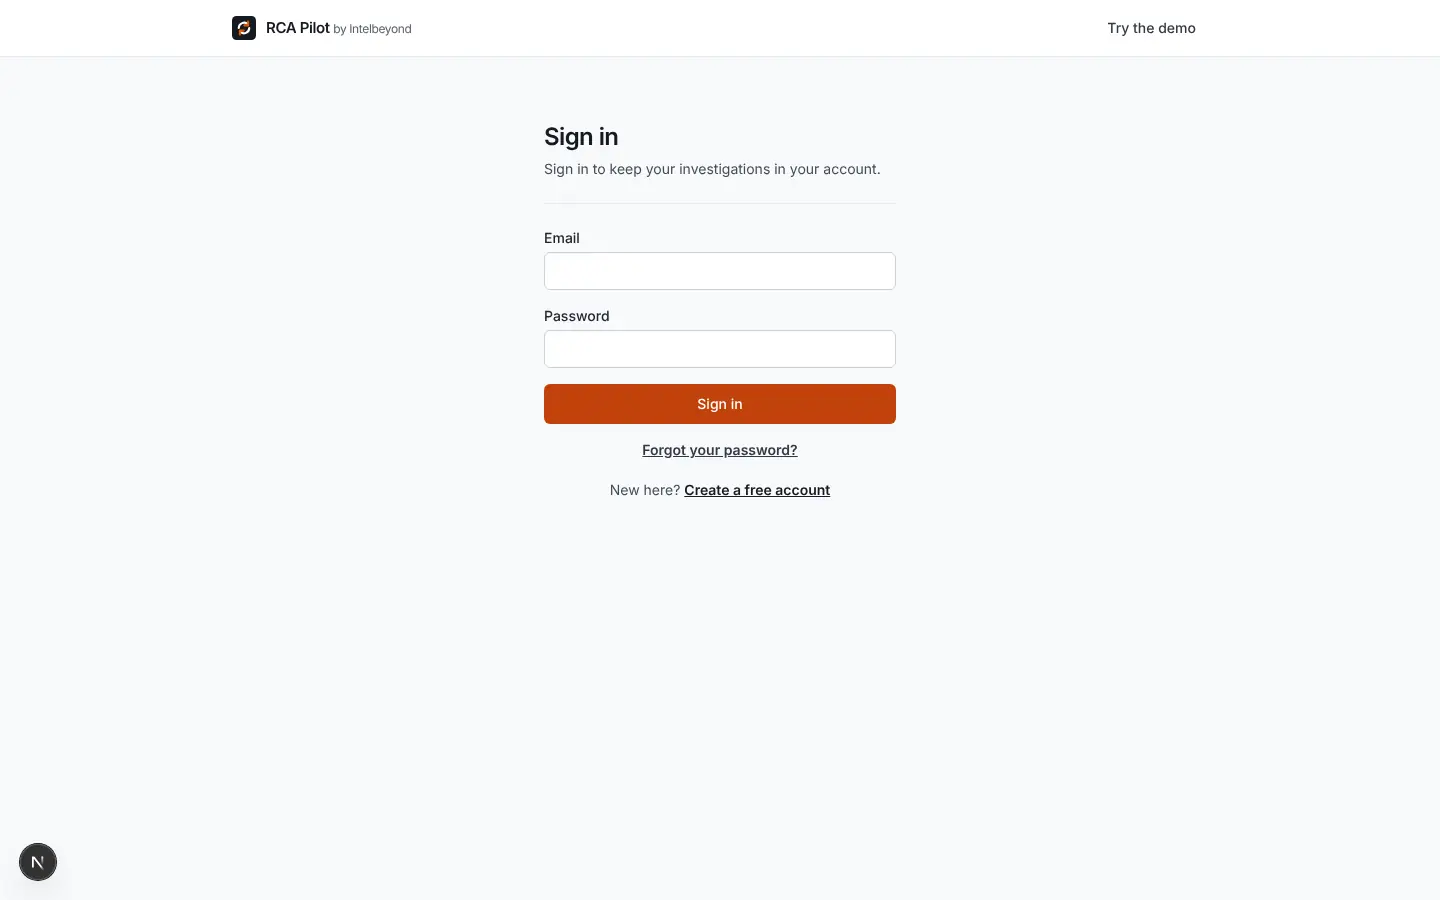 RCA Pilot by Intelbeyond
Try the demo
Sign in
Sign in to keep your investigations in your account.
Email
Password
Sign in
Forgot your password?
New here? Create a free account
N